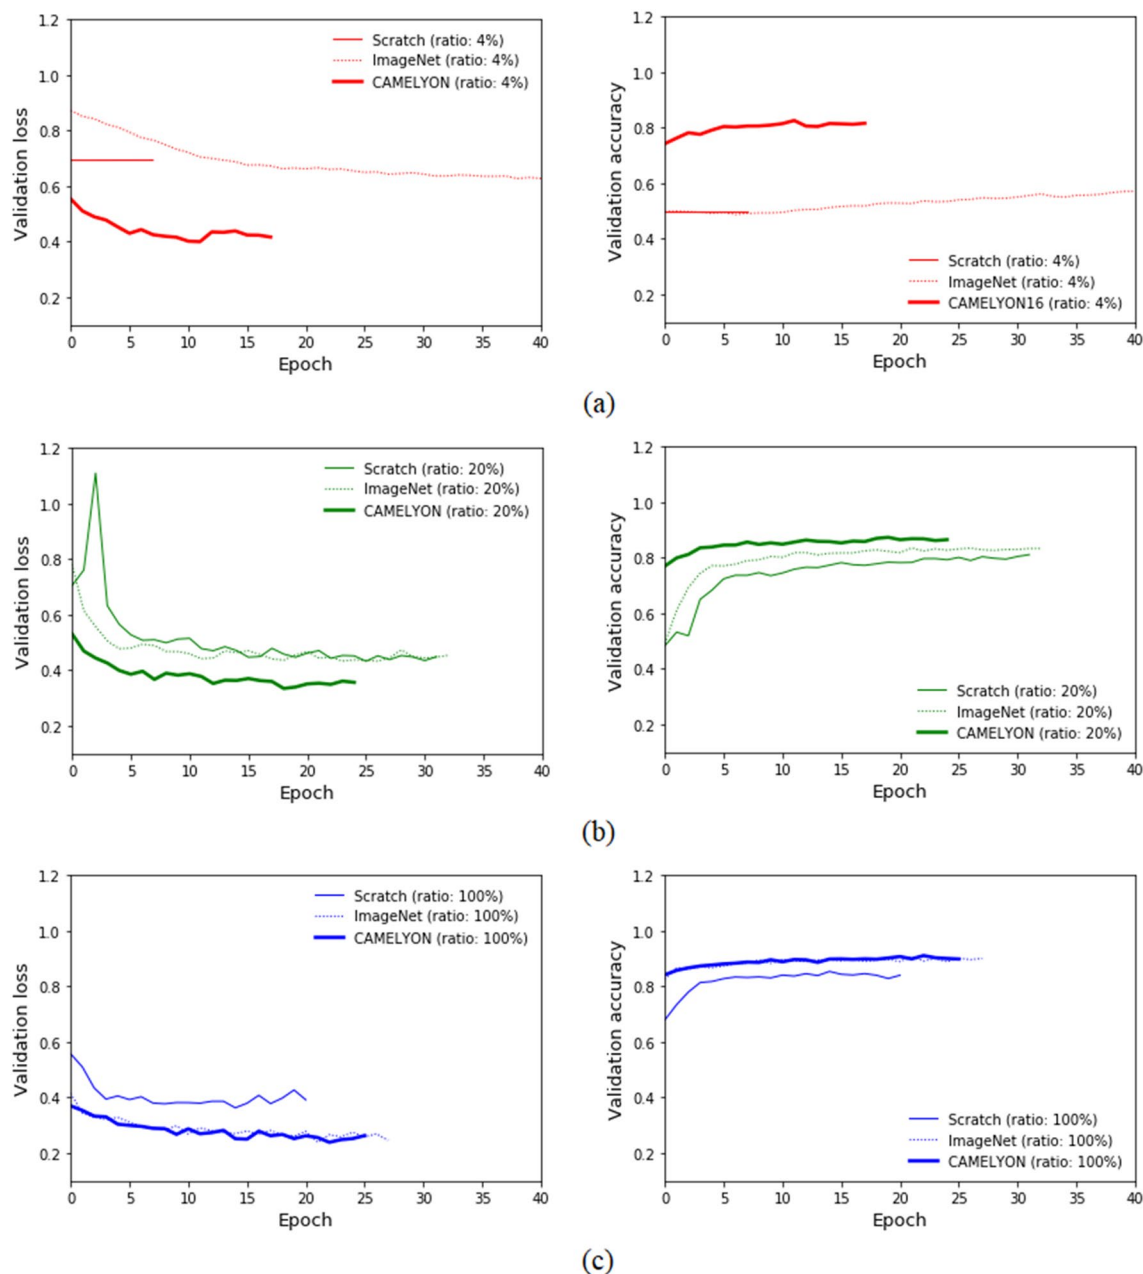 1.2
1.0
0.8
0.6
0.4
0.2
Validation loss
Scratch (ratio: 4%)
ImageNet (ratio: 4%)
CAMELYON (ratio: 4%)
0 5 10 15 20 25 30 35 40
Epoch
1.2
1.0
0.8
0.6
0.4
0.2
Validation accuracy
Scratch (ratio: 4%)
ImageNet (ratio: 4%)
CAMELYON16 (ratio: 4%)
0 5 10 15 20 25 30 35 40
Epoch
(a)
1.2
1.0
0.8
0.6
0.4
0.2
Validation loss
Scratch (ratio: 20%)
ImageNet (ratio: 20%)
CAMELYON (ratio: 20%)
0 5 10 15 20 25 30 35 40
Epoch
1.2
1.0
0.8
0.6
0.4
0.2
Validation accuracy
Scratch (ratio: 20%)
ImageNet (ratio: 20%)
CAMELYON (ratio: 20%)
0 5 10 15 20 25 30 35 40
Epoch
(b)
1.2
1.0
0.8
0.6
0.4
0.2
Validation loss
Scratch (ratio: 100%)
ImageNet (ratio: 100%)
CAMELYON (ratio: 100%)
0 5 10 15 20 25 30 35 40
Epoch
1.2
1.0
0.8
0.6
0.4
0.2
Validation accuracy
Scratch (ratio: 100%)
ImageNet (ratio: 100%)
CAMELYON (ratio: 100%)
0 5 10 15 20 25 30 35 40
Epoch
(c)